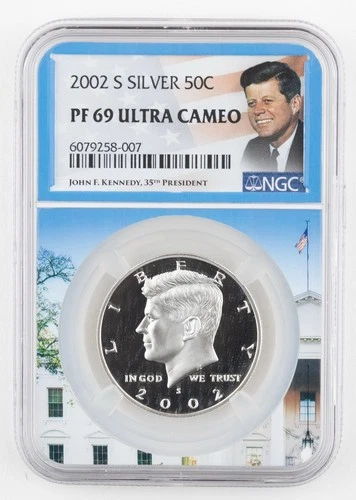 2002 S SILVER 50C
PF 69 ULTRA CAMEO
6079258-007
JOHN F. KENNEDY, 35TH PRESIDENT
NGC
LIBERTY
IN GOD WE TRUST
S
2002